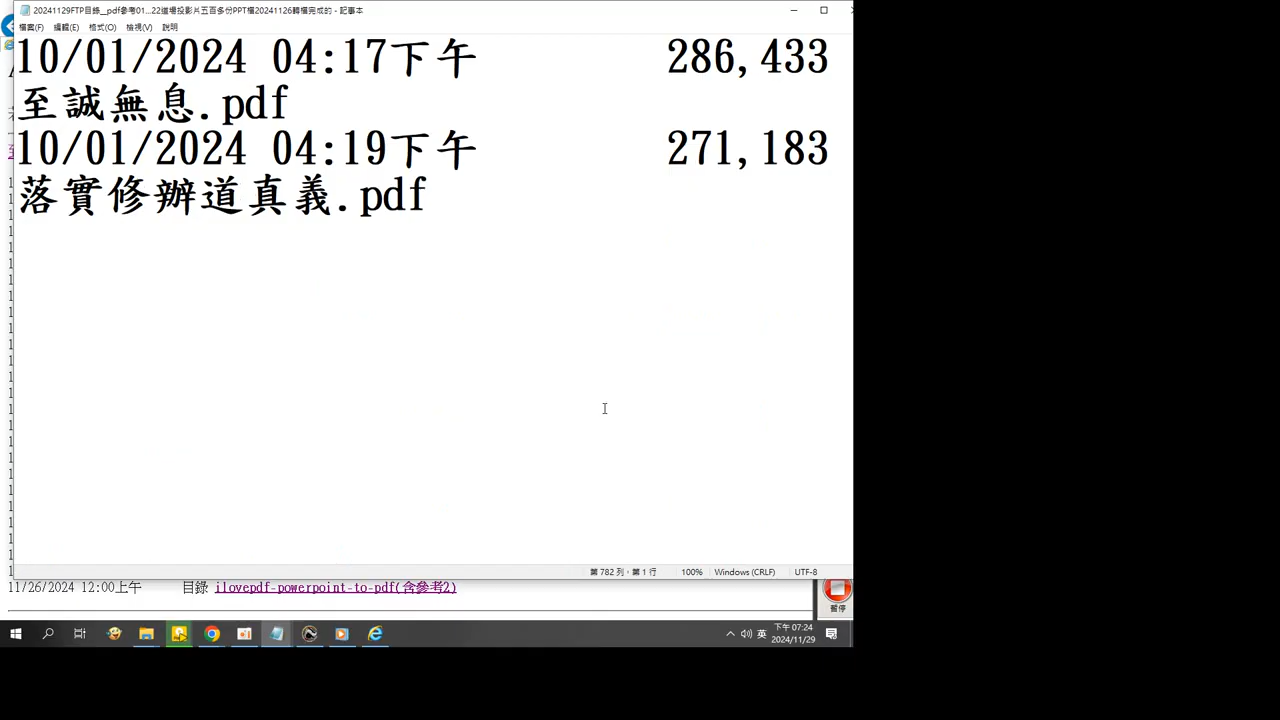 20241129FTP目錄__pdf參考01...22道場投影片五百多份PPT檔20241126轉檔完成的 - 記事本
檔案(F) 編輯(E) 格式(O) 檢視(V) 說明
10/01/2024 04:17下午 286,433
至誠無息.pdf
10/01/2024 04:19下午 271,183
落實修辦道真義.pdf
第 782 列，第 1 行 100% Windows (CRLF) UTF-8
11/26/2024 12:00上午 目錄 ilovepdf-powerpoint-to-pdf(含參考2)
暫停
英
下午 07:24
2024/11/29